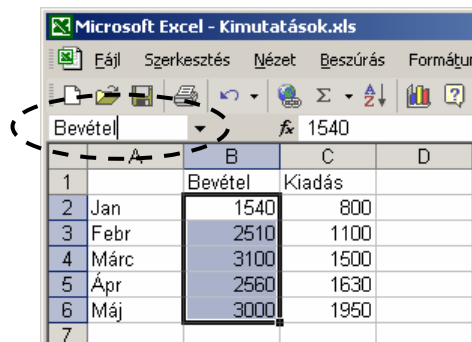 Microsoft Excel - Kimutatások.xls
Fájl Szerkesztés Nézet Beszúrás Formátu
Bevétel fx 1540
A B C D
1 Bevétel Kiadás
2 Jan 1540 800
3 Febr 2510 1100
4 Márc 3100 1500
5 Ápr 2560 1630
6 Máj 3000 1950
7